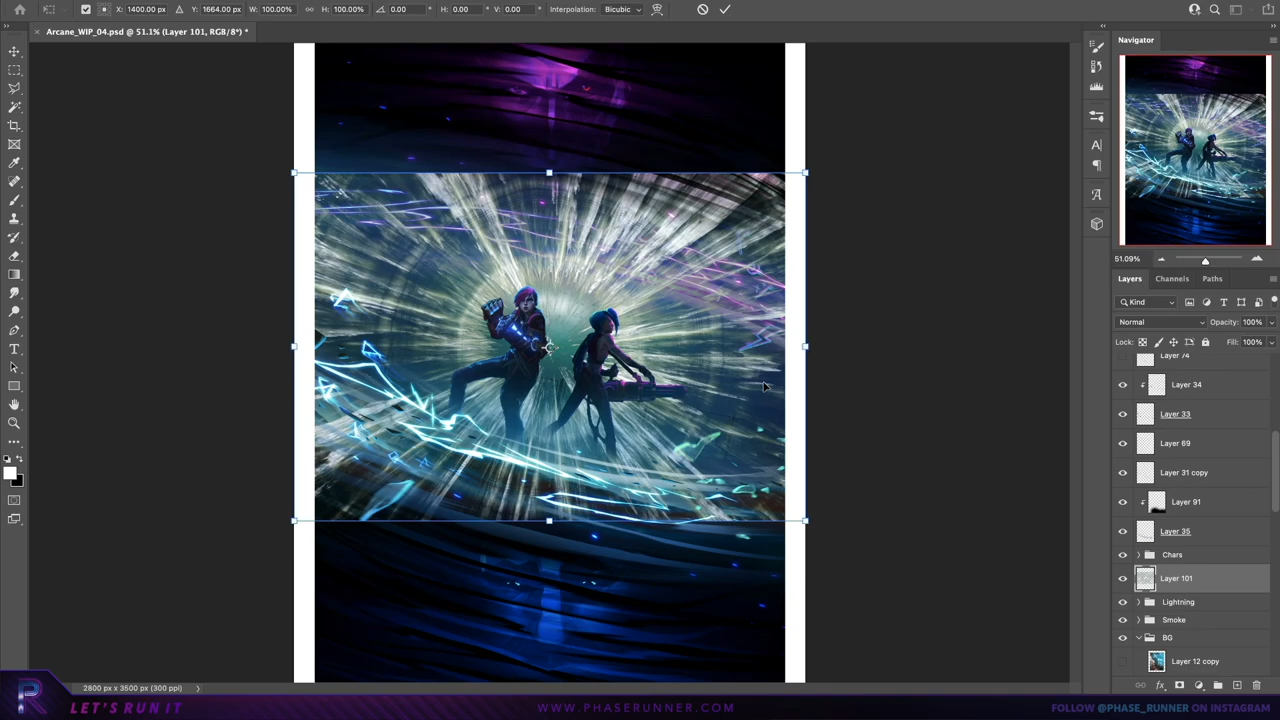 X: 1400.00 px Y: 1664.00 px W: 100.00% H: 100.00% 0.00 ° H: 0.00 ° V: 0.00 ° Interpolation: Bicubic
Arcane_WIP_04.psd @ 51.1% (Layer 101, RGB/8*) *
Navigator
51.09%
Layers Channels Paths
Kind
Normal Opacity: 100%
Lock: Fill: 100%
Layer 74
Layer 34
Layer 33
Layer 69
Layer 31 copy
Layer 91
Layer 35
Chars
Layer 101
Lightning
Smoke
BG
Layer 12 copy
fx
2800 px x 3500 px (300 ppi)
LET'S RUN IT
WWW.PHASERUNNER.COM
FOLLOW @PHASE_RUNNER ON INSTAGRAM